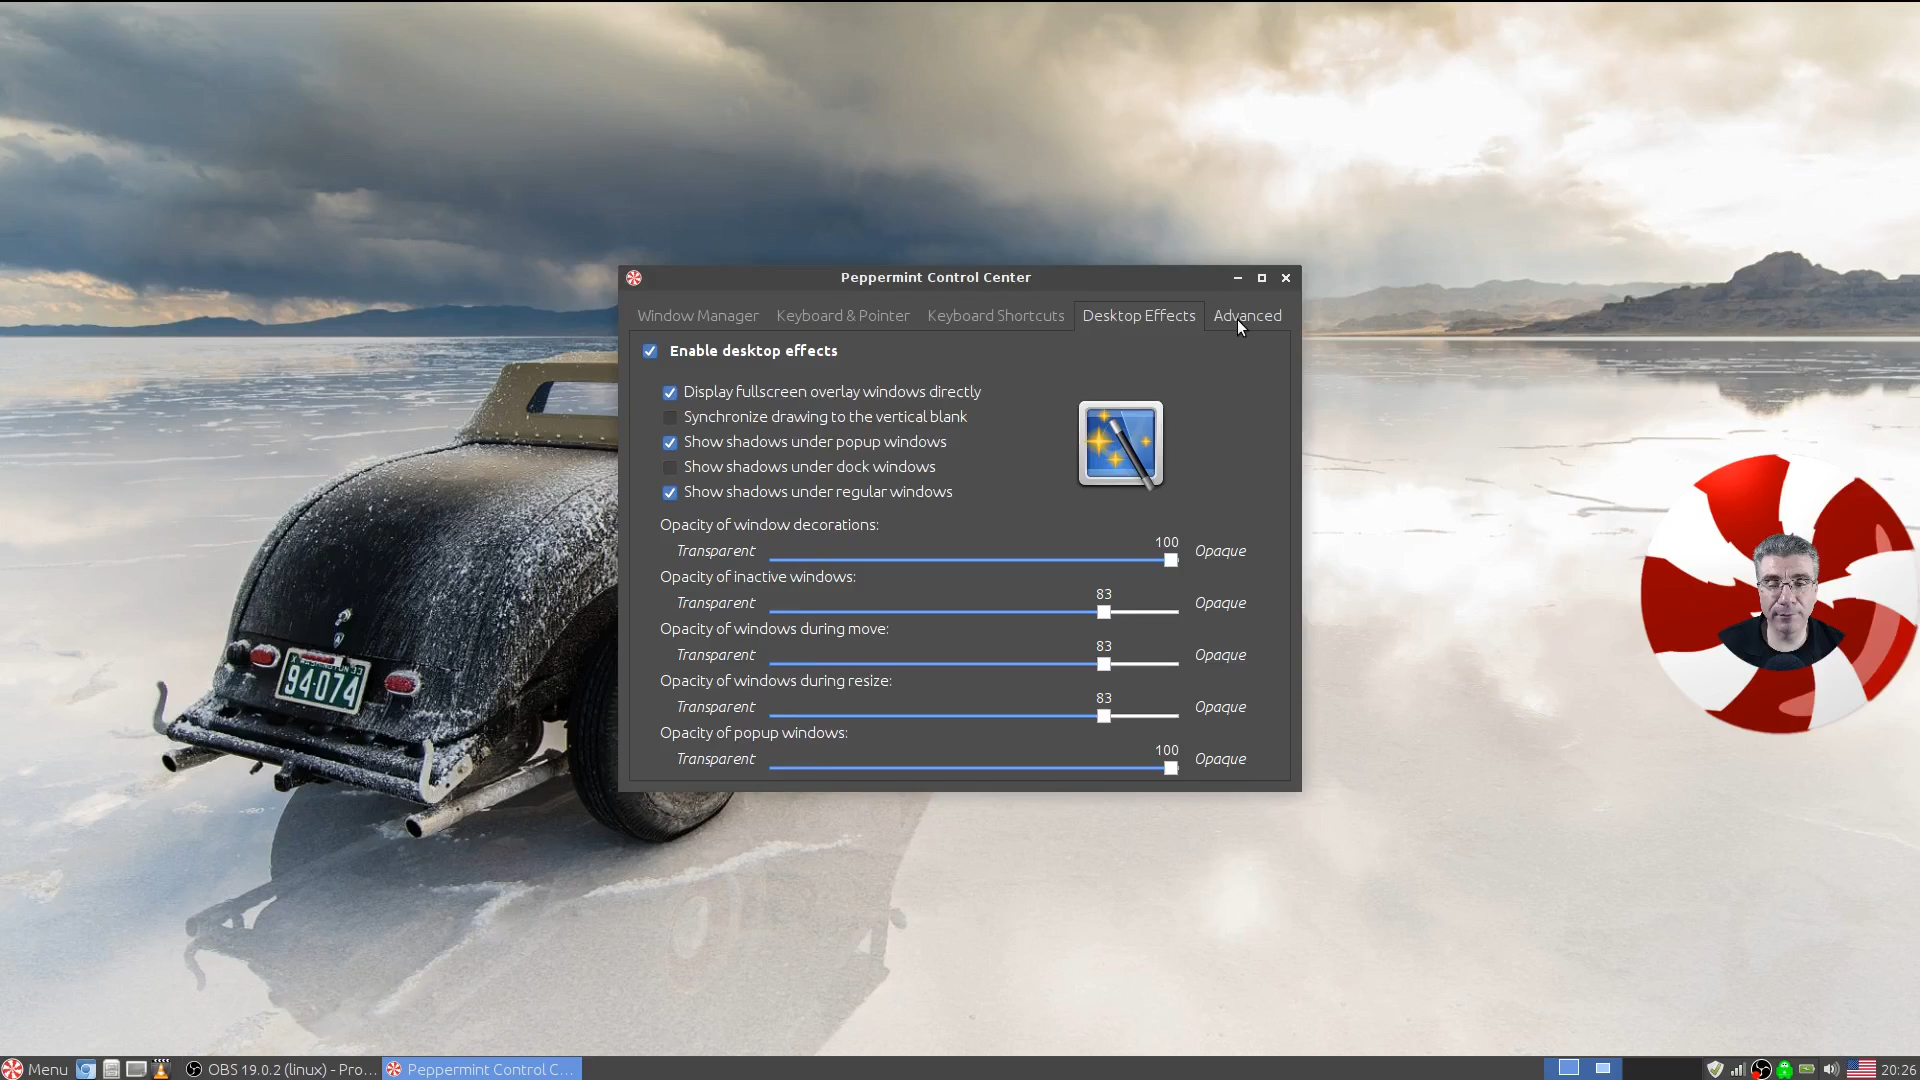 Peppermint Control Center
Window Manager Keyboard & Pointer Keyboard Shortcuts Desktop Effects Advanced
Enable desktop effects
Display fullscreen overlay windows directly
Synchronize drawing to the vertical blank
Show shadows under popup windows
Show shadows under dock windows
Show shadows under regular windows
Opacity of window decorations:
100
Transparent Opaque
Opacity of inactive windows:
83
Transparent Opaque
Opacity of windows during move:
83
Transparent Opaque
Opacity of windows during resize:
83
Transparent Opaque
Opacity of popup windows:
100
Transparent Opaque
WASHINGTON 33
94·074
Menu OBS 19.0.2 (linux) - Pro... Peppermint Control C... 20:26